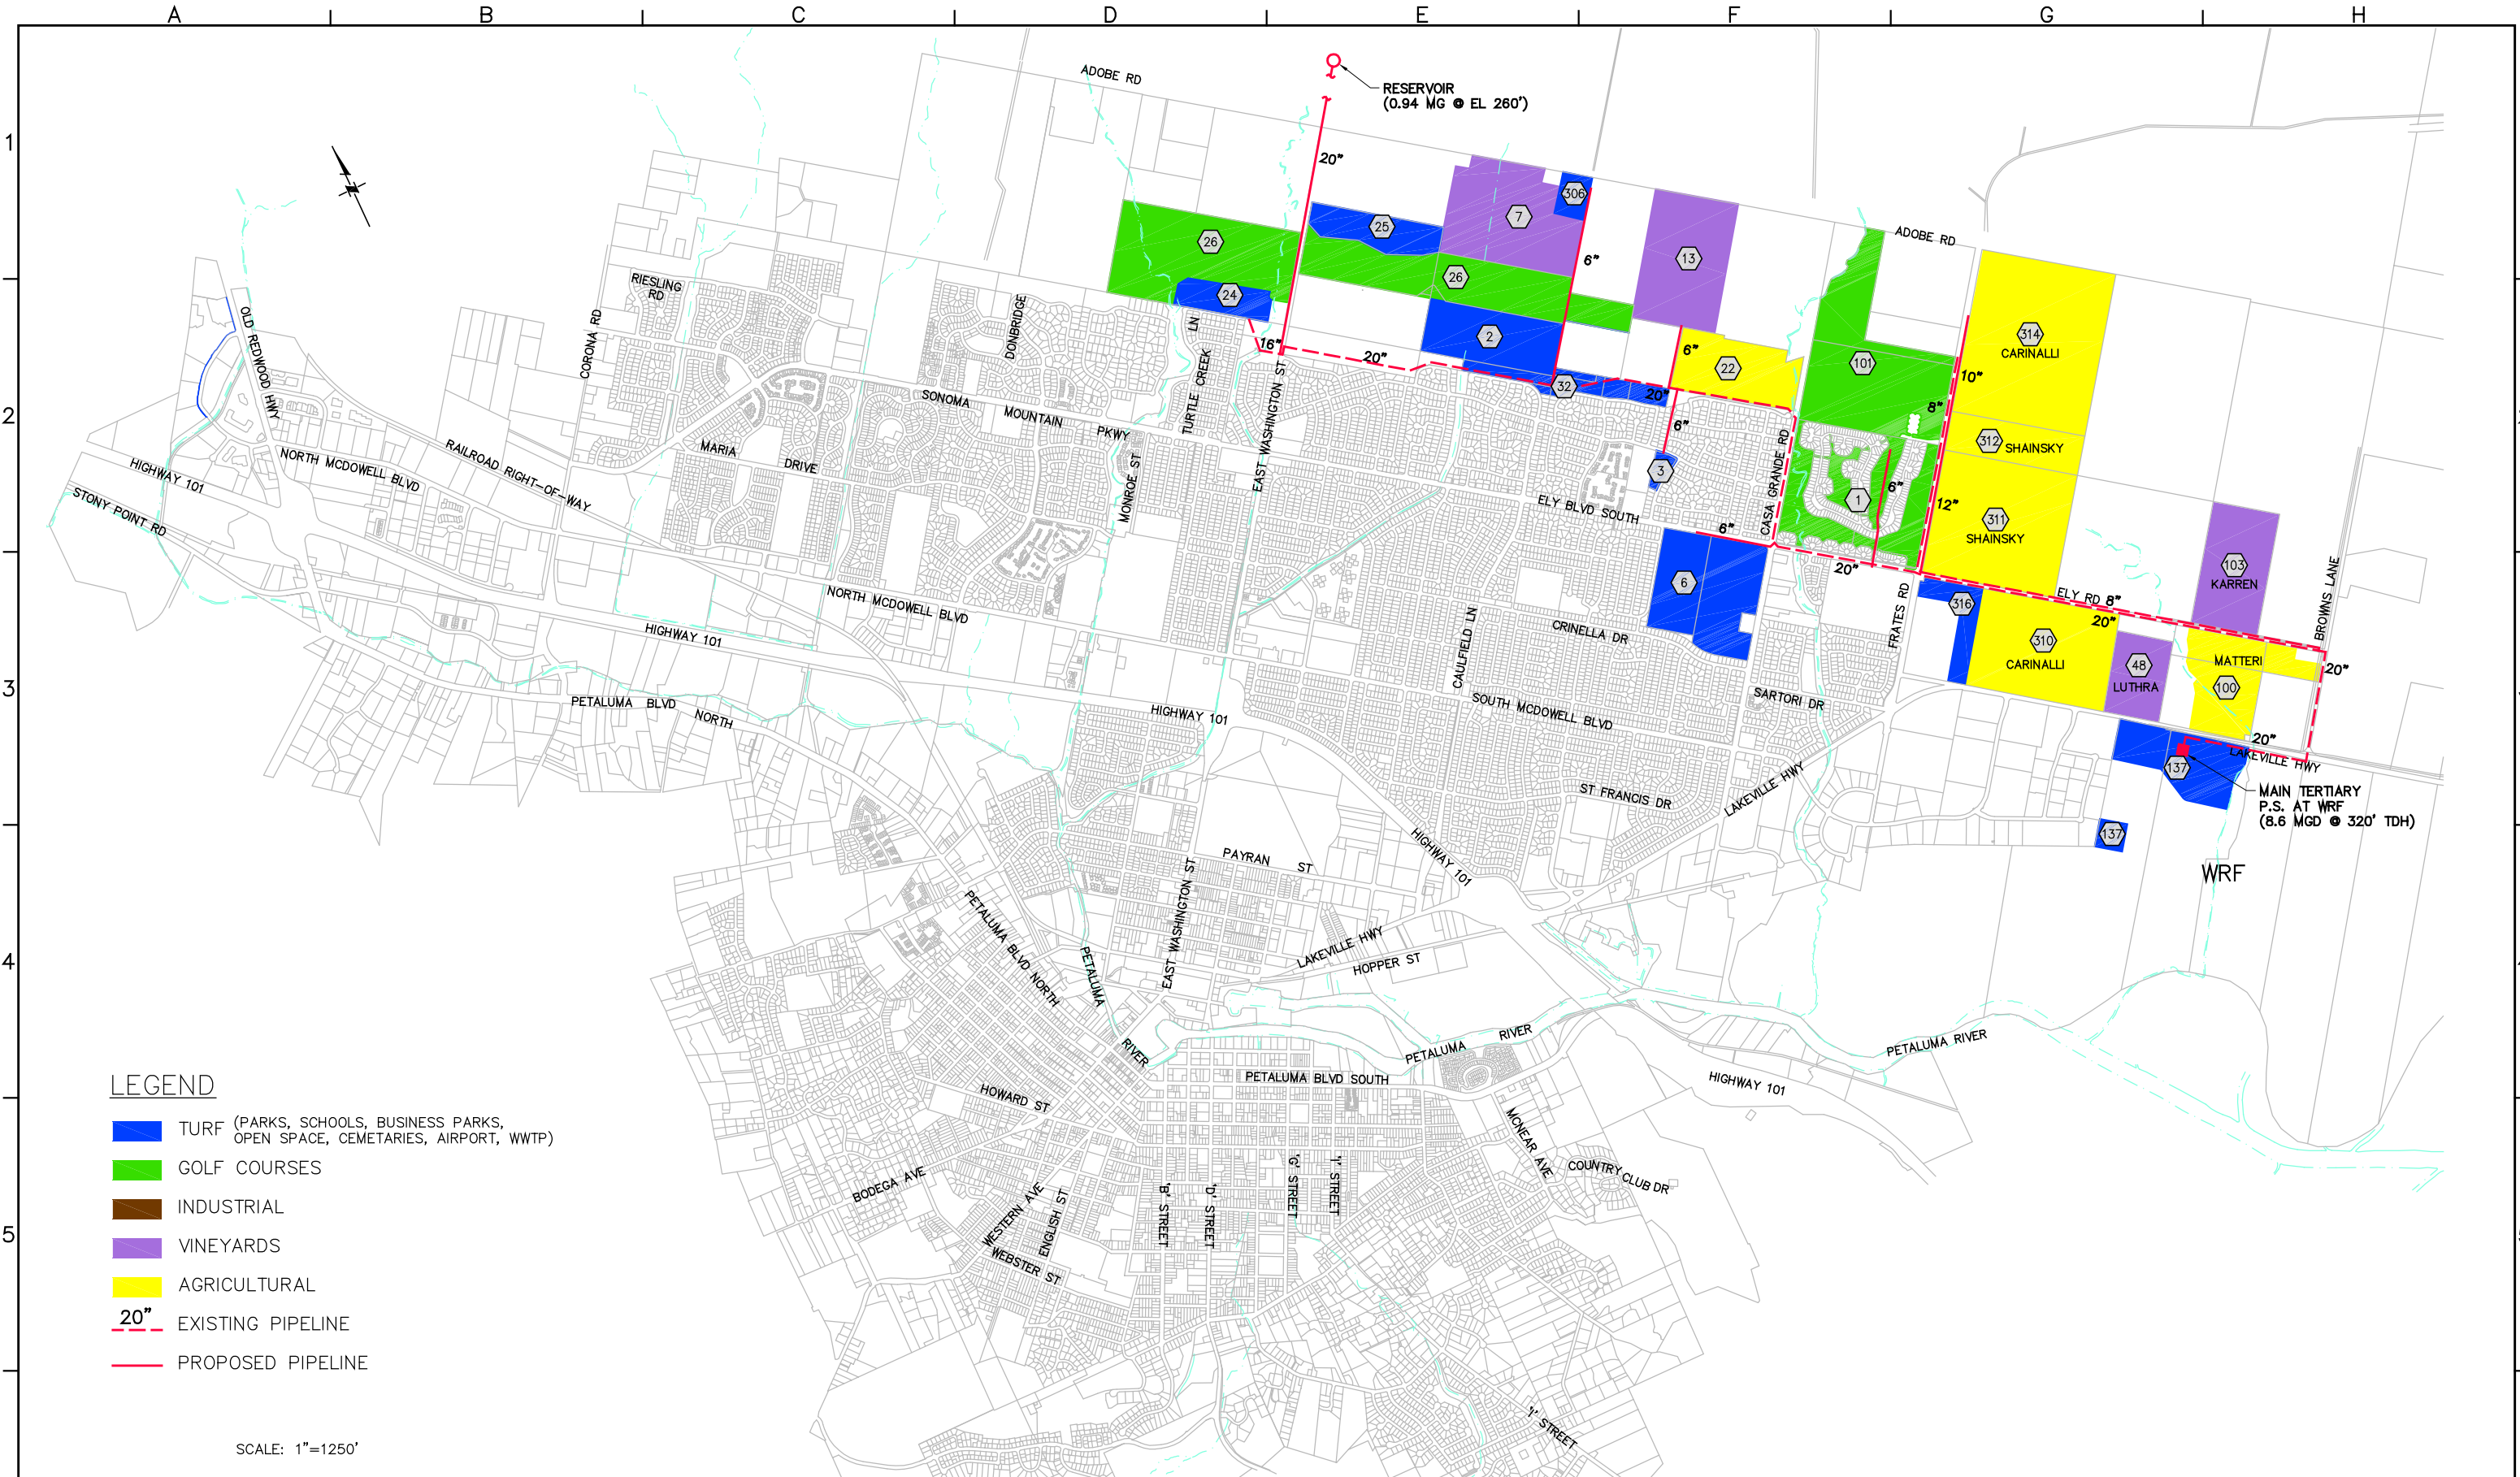 A B C D E F G H
1
2
3
4
5
ADOBE RD
RESERVOIR
(0.94 MG @ EL 260')
20"
306
7
25
26
13
6"
ADOBE RD
26
24
2
16"
20"
32
20"
6"
22
101
314
CARINALLI
10"
8"
312
SHAINSKY
311
SHAINSKY
12"
6"
3
1
6"
6"
6
20"
316
ELY RD
8"
20"
103
KARREN
310
CARINALLI
48
LUTHRA
MATTERI
100
20"
20"
137
137
LAKEVILLE HWY
BROWNS LANE
MAIN TERTIARY
P.S. AT WRF
(8.6 MGD @ 320' TDH)
WRF
RIESLING
RD
OLD REDWOOD HWY
CORONA RD
DONBRIDGE
TURTLE CREEK
LN
EAST WASHINGTON ST
SONOMA
MOUNTAIN
PKWY
MONROE ST
MARIA
DRIVE
RAILROAD RIGHT-OF-WAY
NORTH MCDOWELL BLVD
HIGHWAY 101
STONY POINT RD
CASA GRANDE RD
ELY BLVD SOUTH
NORTH MCDOWELL BLVD
HIGHWAY 101
CAULFIELD LN
CRINELLA DR
FRATES RD
PETALUMA BLVD
NORTH
HIGHWAY 101
SOUTH MCDOWELL BLVD
SARTORI DR
ST FRANCIS DR
LAKEVILLE HWY
HIGHWAY 101
PAYRAN ST
EAST WASHINGTON ST
PETALUMA BLVD NORTH
PETALUMA
RIVER
LAKEVILLE HWY
HOPPER ST
PETALUMA
RIVER
PETALUMA RIVER
PETALUMA BLVD SOUTH
HIGHWAY 101
HOWARD ST
MCNEAR AVE
COUNTRY
CLUB DR
BODEGA AVE
WESTERN AVE
ENGLISH ST
WEBSTER ST
'B' STREET
'D' STREET
'G' STREET
'I' STREET
'I' STREET
LEGEND
TURF (PARKS, SCHOOLS, BUSINESS PARKS,
OPEN SPACE, CEMETARIES, AIRPORT, WWTP)
GOLF COURSES
INDUSTRIAL
VINEYARDS
AGRICULTURAL
20" EXISTING PIPELINE
PROPOSED PIPELINE
SCALE: 1"=1250'